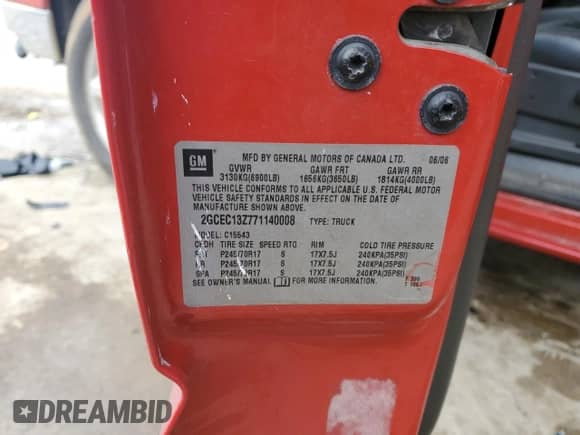 GM
MFD BY GENERAL MOTORS OF CANADA LTD. 06/06
GVWR GAWR FRT GAWR RR
3130KG(6900LB) 1656KG(3650LB) 1814KG(4000LB)
THIS VEHICLE CONFORMS TO ALL APPLICABLE U.S. FEDERAL MOTOR
VEHICLE SAFETY STANDARDS IN EFFECT ON THE DATE OF
MANUFACTURE SHOWN ABOVE.
2GCEC13Z771140008 TYPE: TRUCK
MODEL: C15543
TIRE SIZE SPEED RTG RIM COLD TIRE PRESSURE
FRT P245/70R17 S 17X7.5J 240KPA(35PSI)
RR P245/70R17 S 17X7.5J 240KPA(35PSI)
SPA P245/70R17 S 17X7.5J 240KPA(35PSI)
SEE OWNER'S MANUAL FOR MORE INFORMATION.
DREAMBID